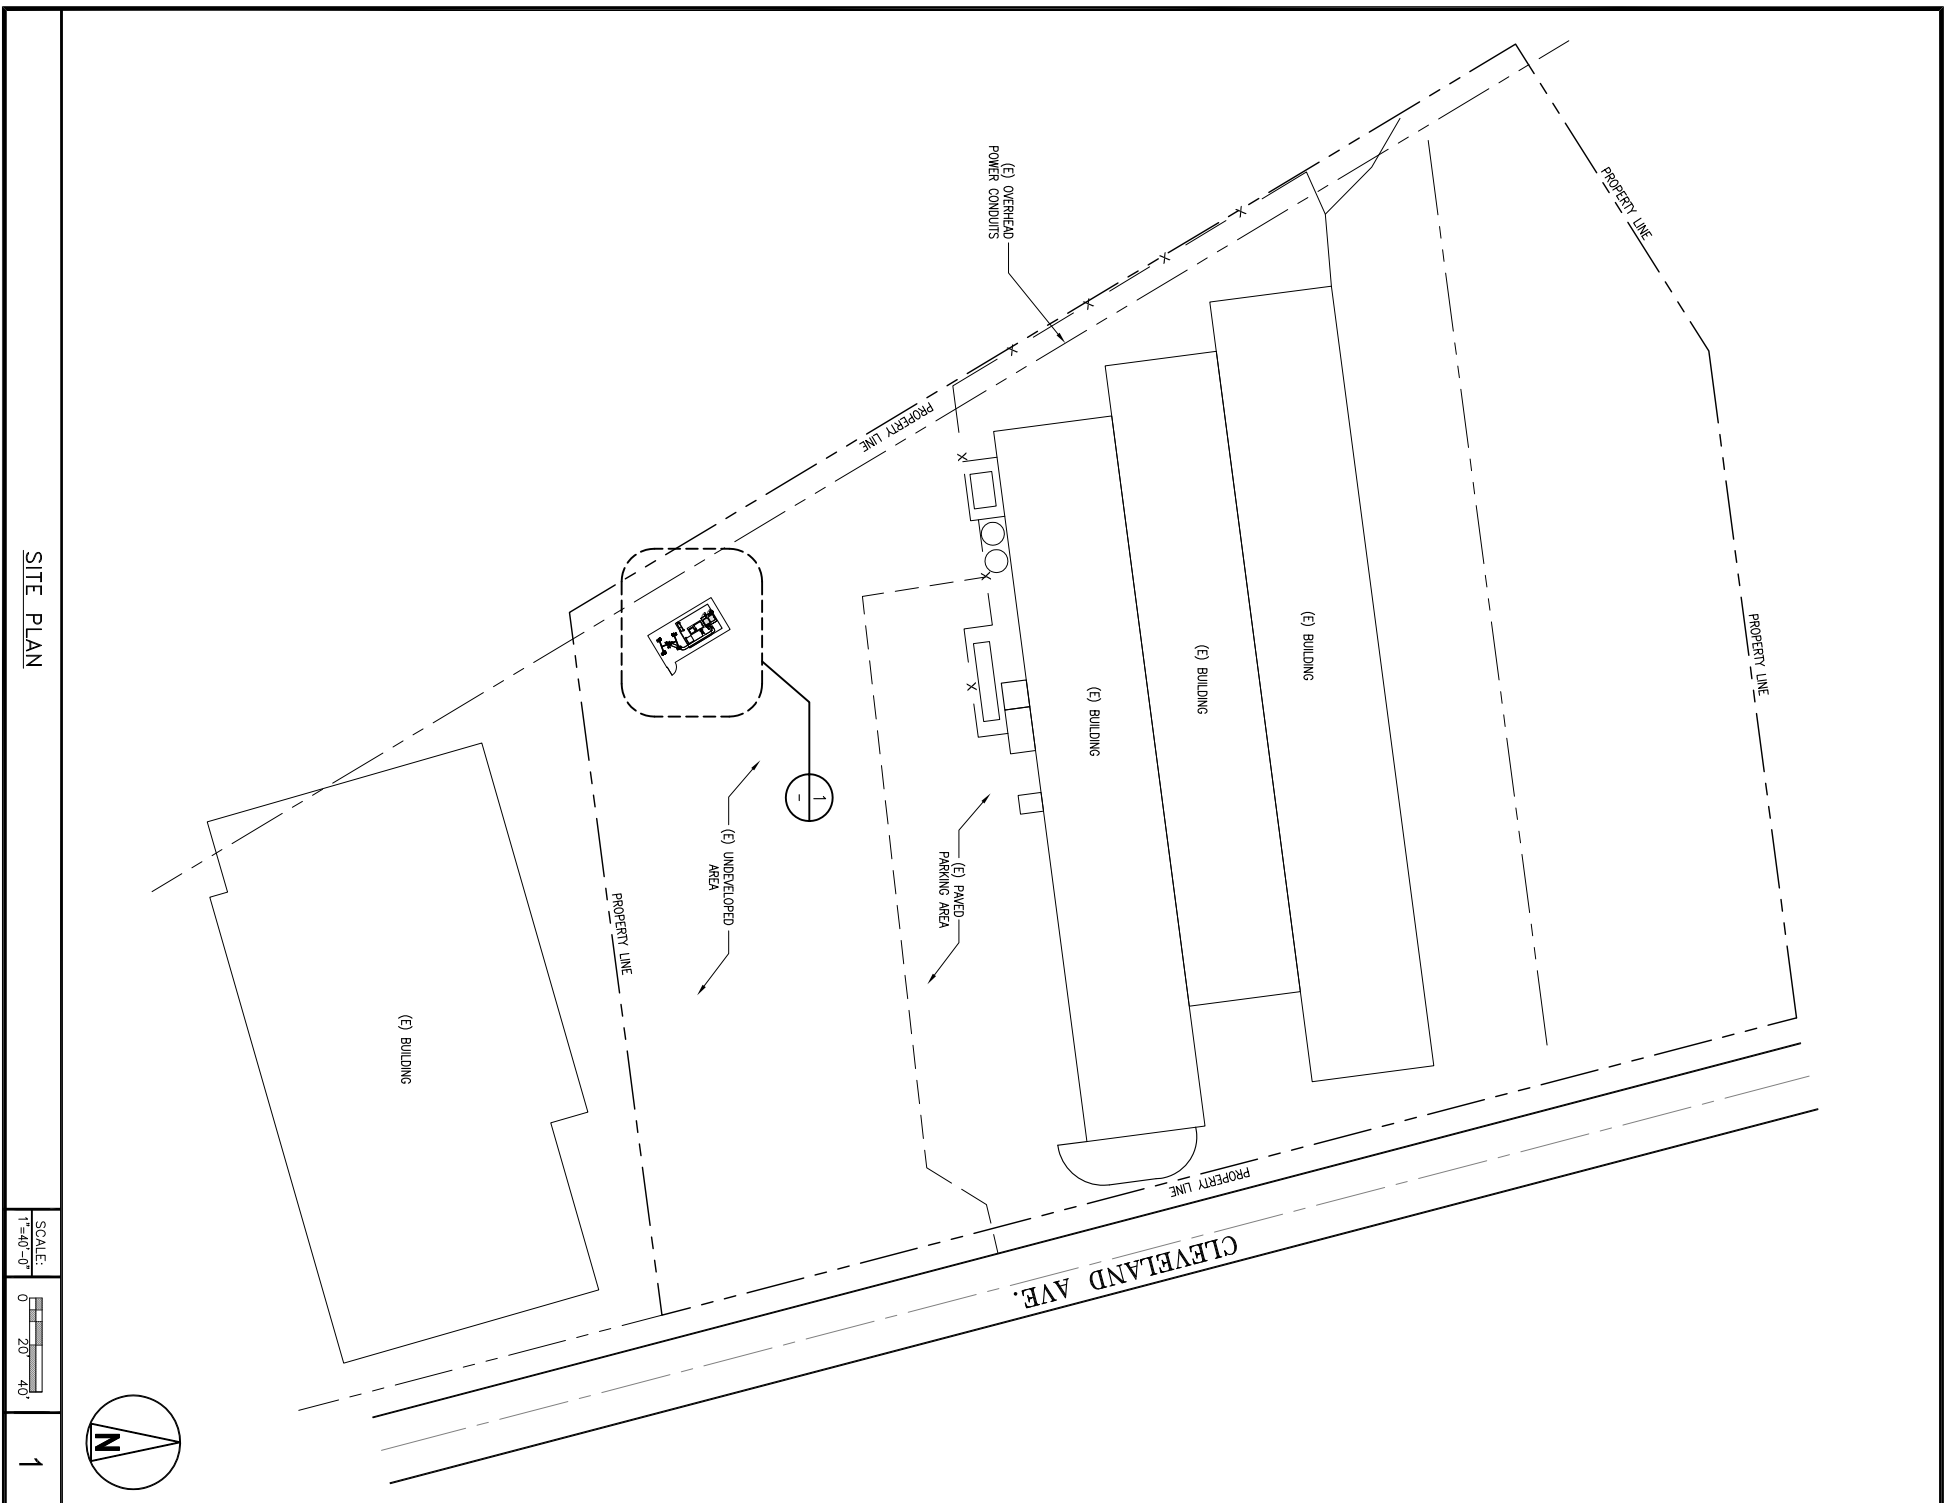 PROPERTY LINE
(E) OVERHEAD
POWER CONDUITS
PROPERTY LINE
PROPERTY LINE
(E) BUILDING
(E) BUILDING
(E) BUILDING
1
-
(E) UNDEVELOPED
AREA
(E) PAVED
PARKING AREA
PROPERTY LINE
(E) BUILDING
PROPERTY LINE
CLEVELAND AVE.
SITE PLAN
SCALE:
1"=40'-0"
0 20' 40'
1
N